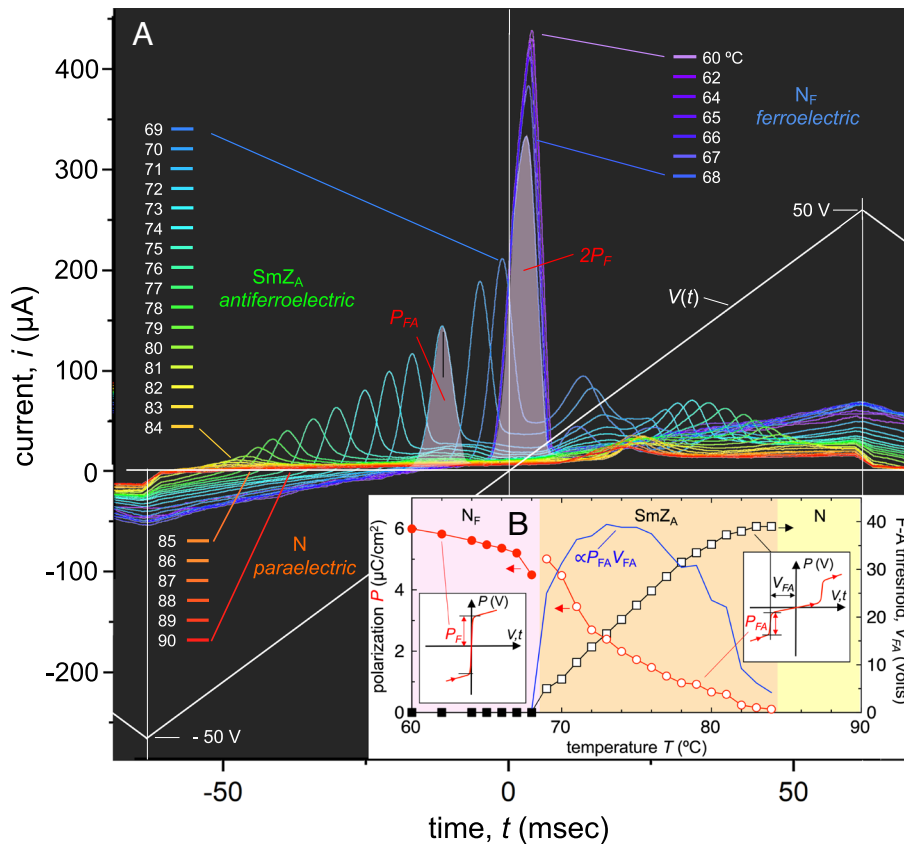 A
400
300
200
100
0
-100
-200
current, i (µA)
-50
0
50
time, t (msec)
69
70
71
72
73
74
75
76
77
78
79
80
81
82
83
84
SmZA
antiferroelectric
PFA
2PF
60 ºC
62
64
65
66
67
68
NF
ferroelectric
50 V
V(t)
- 50 V
85
86
87
88
89
90
N
paraelectric
B
NF
SmZA
N
∝PFAVFA
6
4
2
0
polarization P (µC/cm²)
60
70
80
90
temperature T (ºC)
40
30
20
10
0
F-A threshold, VFA (Volts)
P (V)
PF
V,t
P (V)
VFA
V,t
PFA